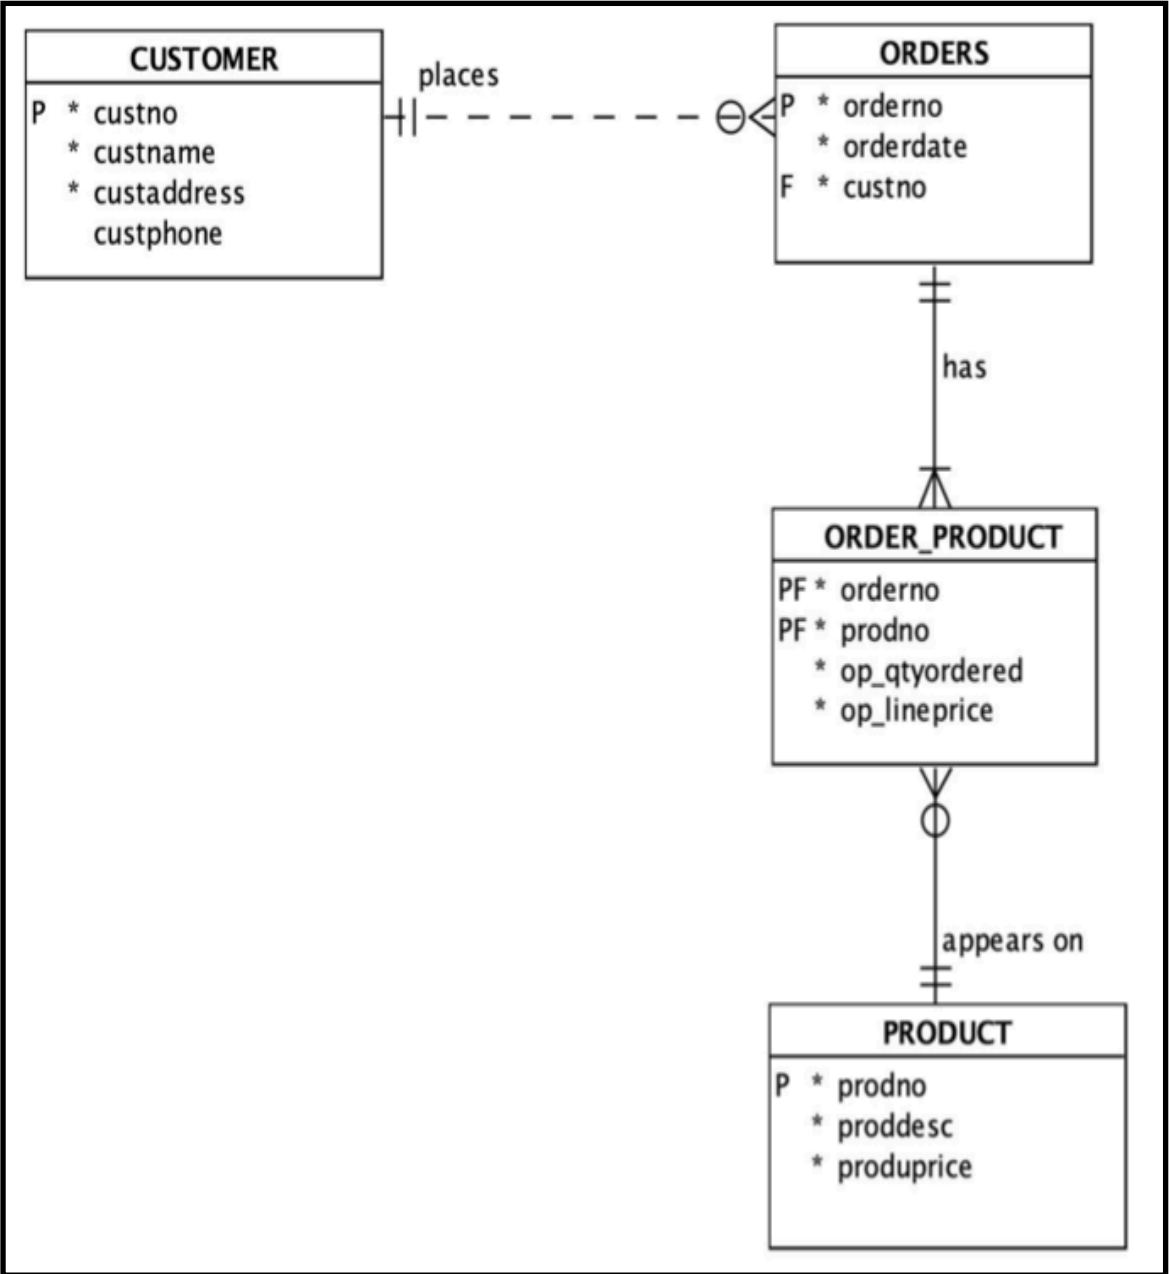 CUSTOMER
P * custno
* custname
* custaddress
custphone
places
ORDERS
P * orderno
* orderdate
F * custno
has
ORDER_PRODUCT
PF * orderno
PF * prodno
* op_qtyordered
* op_lineprice
appears on
PRODUCT
P * prodno
* proddesc
* produprice